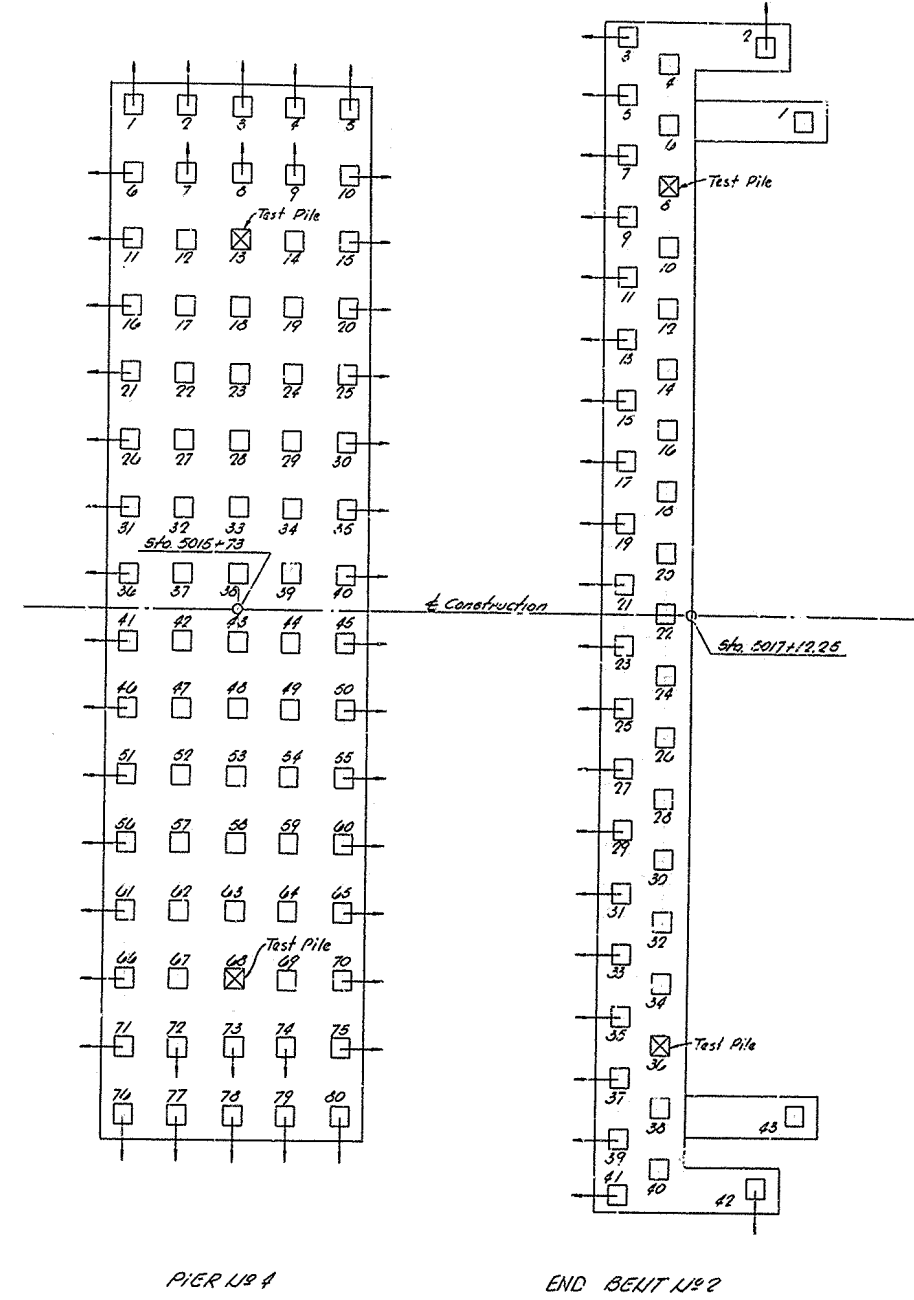 1 2 3 4 5
6 7 8 9 10
Test Pile
11 12 13 14 15
16 17 18 19 20
21 22 23 24 25
26 27 28 29 30
31 32 33 34 35
Sta. 5015+73
36 37 38 39 40
41 42 43 44 45
46 47 48 49 50
51 52 53 54 55
56 57 58 59 60
61 62 63 64 65
Test Pile
66 67 68 69 70
71 72 73 74 75
76 77 78 79 80
PIER Nº 4
℄ Construction
2
3
4
1
5
6
7
Test Pile
8
9
10
11
12
13
14
15
16
17
18
19
20
21
22
Sta. 5017+12.25
23
24
25
26
27
28
29
30
31
32
33
34
35
Test Pile
36
37
38
43
39
40
41
42
END BENT Nº 2